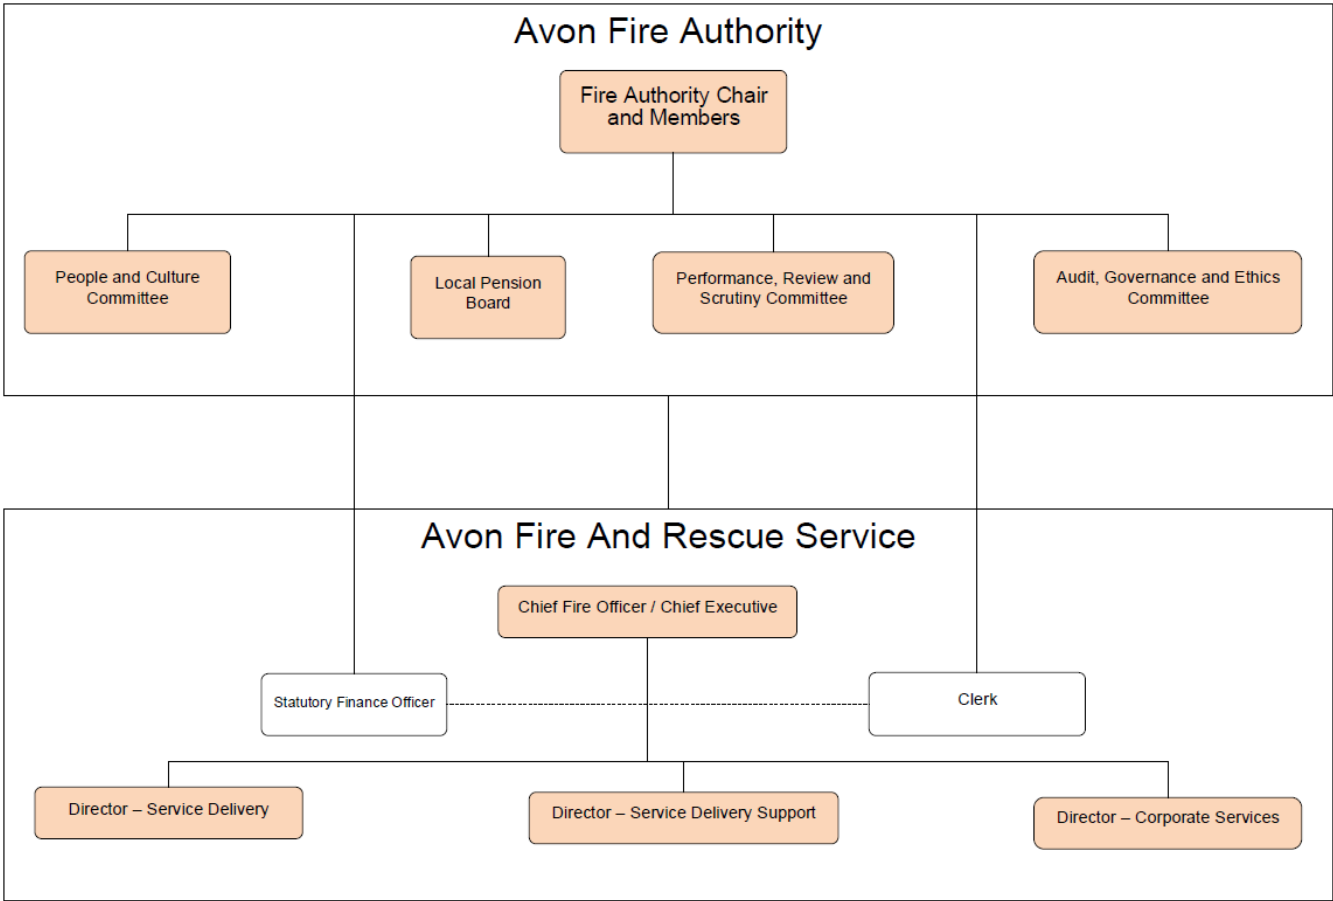 Avon Fire Authority
Fire Authority Chair
and Members
People and Culture
Committee
Local Pension
Board
Performance, Review and
Scrutiny Committee
Audit, Governance and Ethics
Committee
Avon Fire And Rescue Service
Chief Fire Officer / Chief Executive
Statutory Finance Officer
Clerk
Director – Service Delivery
Director – Service Delivery Support
Director – Corporate Services